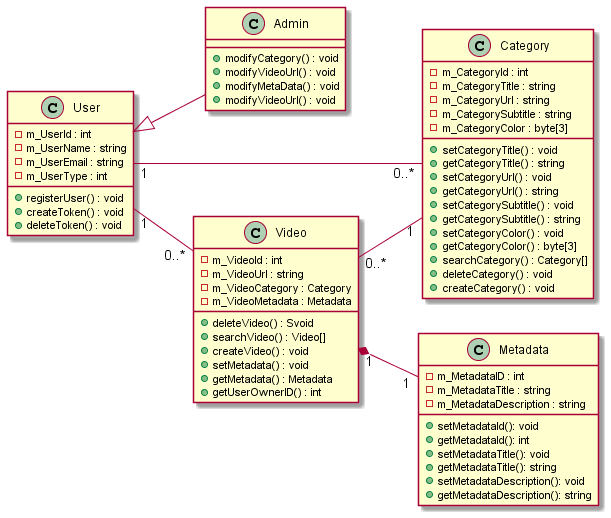 C Admin
modifyCategory() : void
modifyVideoUrl() : void
modifyMetaData() : void
modifyVideoUrl() : void
C Category
m_CategoryId : int
m_CategoryTitle : string
m_CategoryUrl : string
m_CategorySubtitle : string
m_CategoryColor : byte[3]
setCategoryTitle() : void
getCategoryTitle() : string
setCategoryUrl() : void
getCategoryUrl() : string
setCategorySubtitle() : void
getCategorySubtitle() : string
setCategoryColor() : void
getCategoryColor() : byte[3]
searchCategory() : Category[]
deleteCategory() : void
createCategory() : void
C User
m_UserId : int
m_UserName : string
m_UserEmail : string
m_UserType : int
registerUser() : void
createToken() : void
deleteToken() : void
1
0..*
1
0..*
C Video
m_VideoId : int
m_VideoUrl : string
m_VideoCategory : Category
m_VideoMetadata : Metadata
deleteVideo() : Svoid
searchVideo() : Video[]
createVideo() : void
setMetadata() : void
getMetadata() : Metadata
getUserOwnerID() : int
1
0..*
1
1
C Metadata
m_MetadataID : int
m_MetadataTitle : string
m_MetadataDescription : string
setMetadataId(): void
getMetadataId(): int
setMetadataTitle(): void
getMetadataTitle(): string
setMetadataDescription(): void
getMetadataDescription(): string